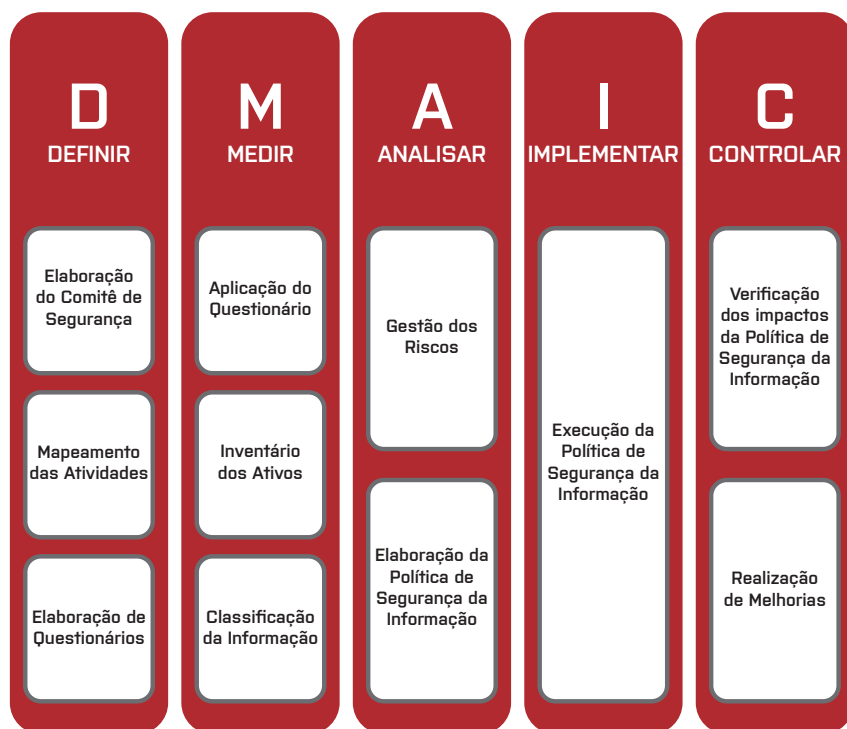 D
DEFINIR
Elaboração
do Comitê de
Segurança
Mapeamento
das Atividades
Elaboração de
Questionários
M
MEDIR
Aplicação do
Questionário
Inventário
dos Ativos
Classificação
da Informação
A
ANALISAR
Gestão dos
Riscos
Elaboração da
Política de
Segurança da
Informação
I
IMPLEMENTAR
Execução da
Política de
Segurança da
Informação
C
CONTROLAR
Verificação
dos impactos
da Política de
Segurança da
Informação
Realização
de Melhorias